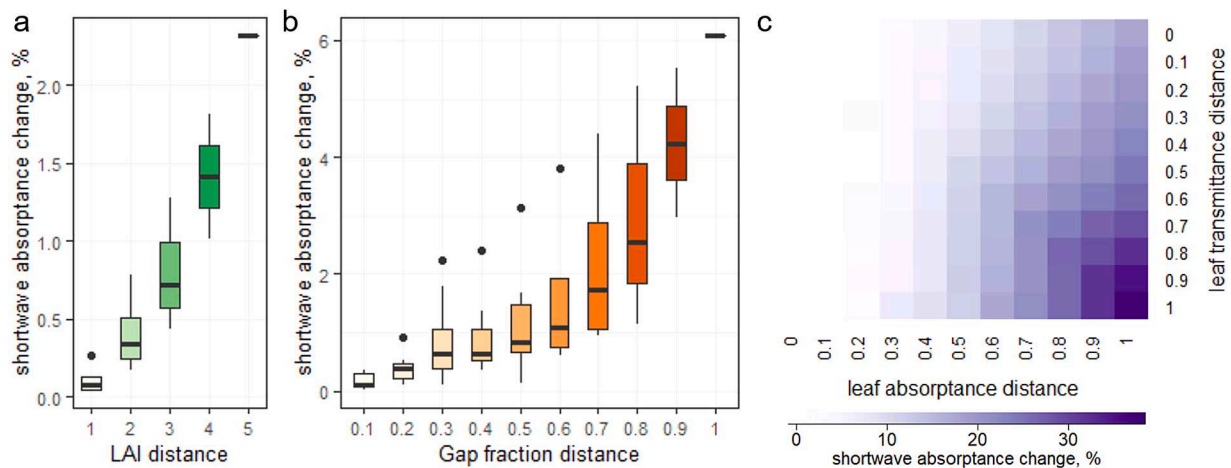 a
shortwave absorptance change, %
2.0
1.5
1.0
0.5
0.0
1 2 3 4 5
LAI distance
b
shortwave absorptance change, %
6
4
2
0
0.1 0.2 0.3 0.4 0.5 0.6 0.7 0.8 0.9 1
Gap fraction distance
c
0
0.1
0.2
0.3
0.4
0.5
0.6
0.7
0.8
0.9
1
leaf transmittance distance
0 0.1 0.2 0.3 0.4 0.5 0.6 0.7 0.8 0.9 1
leaf absorptance distance
0 10 20 30
shortwave absorptance change, %